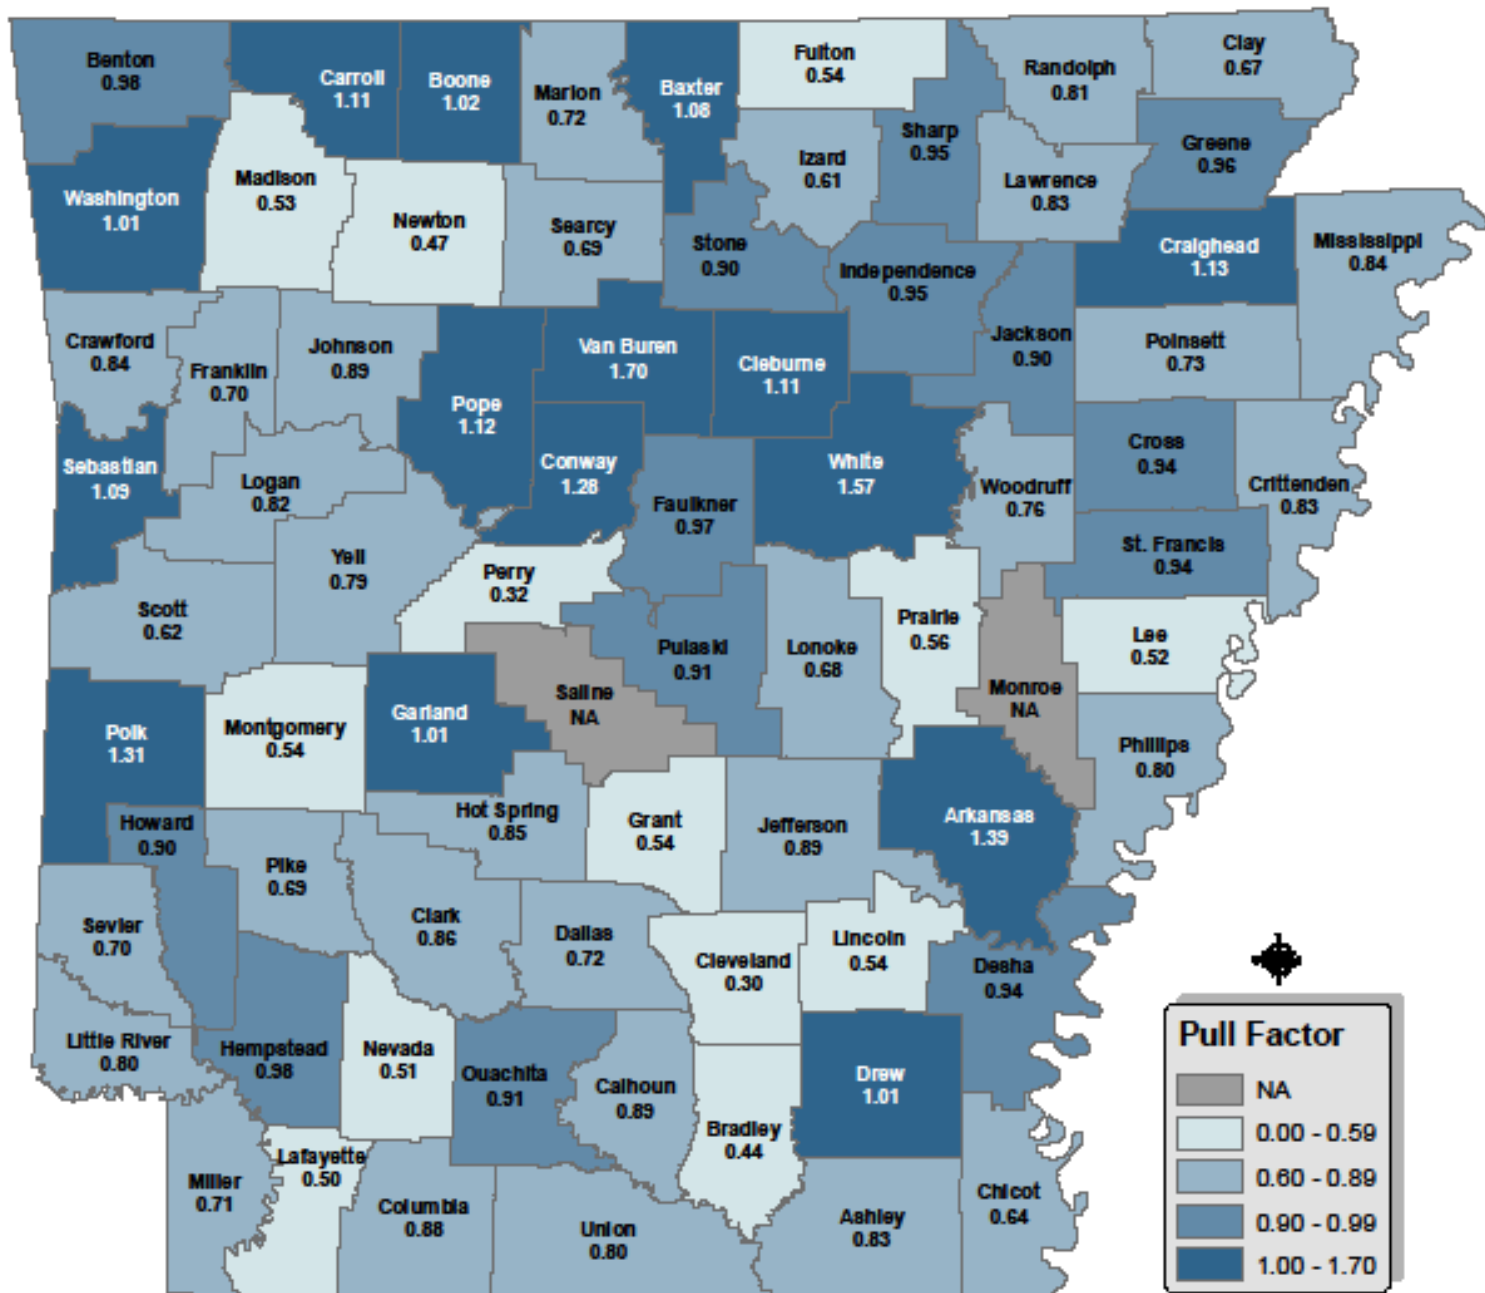 Benton
0.98
Carroll
1.11
Boone
1.02
Marion
0.72
Baxter
1.08
Fulton
0.54
Randolph
0.81
Clay
0.67
Sharp
0.95
Greene
0.96
Izard
0.61
Lawrence
0.83
Washington
1.01
Madison
0.53
Newton
0.47
Searcy
0.69
Stone
0.90
Independence
0.95
Craighead
1.13
Mississippi
0.84
Crawford
0.84
Franklin
0.70
Johnson
0.89
Van Buren
1.70
Cleburne
1.11
Jackson
0.90
Poinsett
0.73
Pope
1.12
Sebastian
1.09
Logan
0.82
Conway
1.28
Faulkner
0.97
White
1.57
Woodruff
0.76
Cross
0.94
Crittenden
0.83
Yell
0.79
Perry
0.32
St. Francis
0.94
Scott
0.62
Pulaski
0.91
Lonoke
0.68
Prairie
0.56
Lee
0.52
Saline
NA
Monroe
NA
Polk
1.31
Montgomery
0.54
Garland
1.01
Phillips
0.80
Howard
0.90
Hot Spring
0.85
Grant
0.54
Jefferson
0.89
Arkansas
1.39
Pike
0.69
Sevier
0.70
Clark
0.86
Dallas
0.72
Cleveland
0.30
Lincoln
0.54
Desha
0.94
Little River
0.80
Hempstead
0.98
Nevada
0.51
Ouachita
0.91
Calhoun
0.89
Drew
1.01
Bradley
0.44
Miller
0.71
Lafayette
0.50
Columbia
0.88
Union
0.80
Ashley
0.83
Chicot
0.64
Pull Factor
NA
0.00 - 0.59
0.60 - 0.89
0.90 - 0.99
1.00 - 1.70